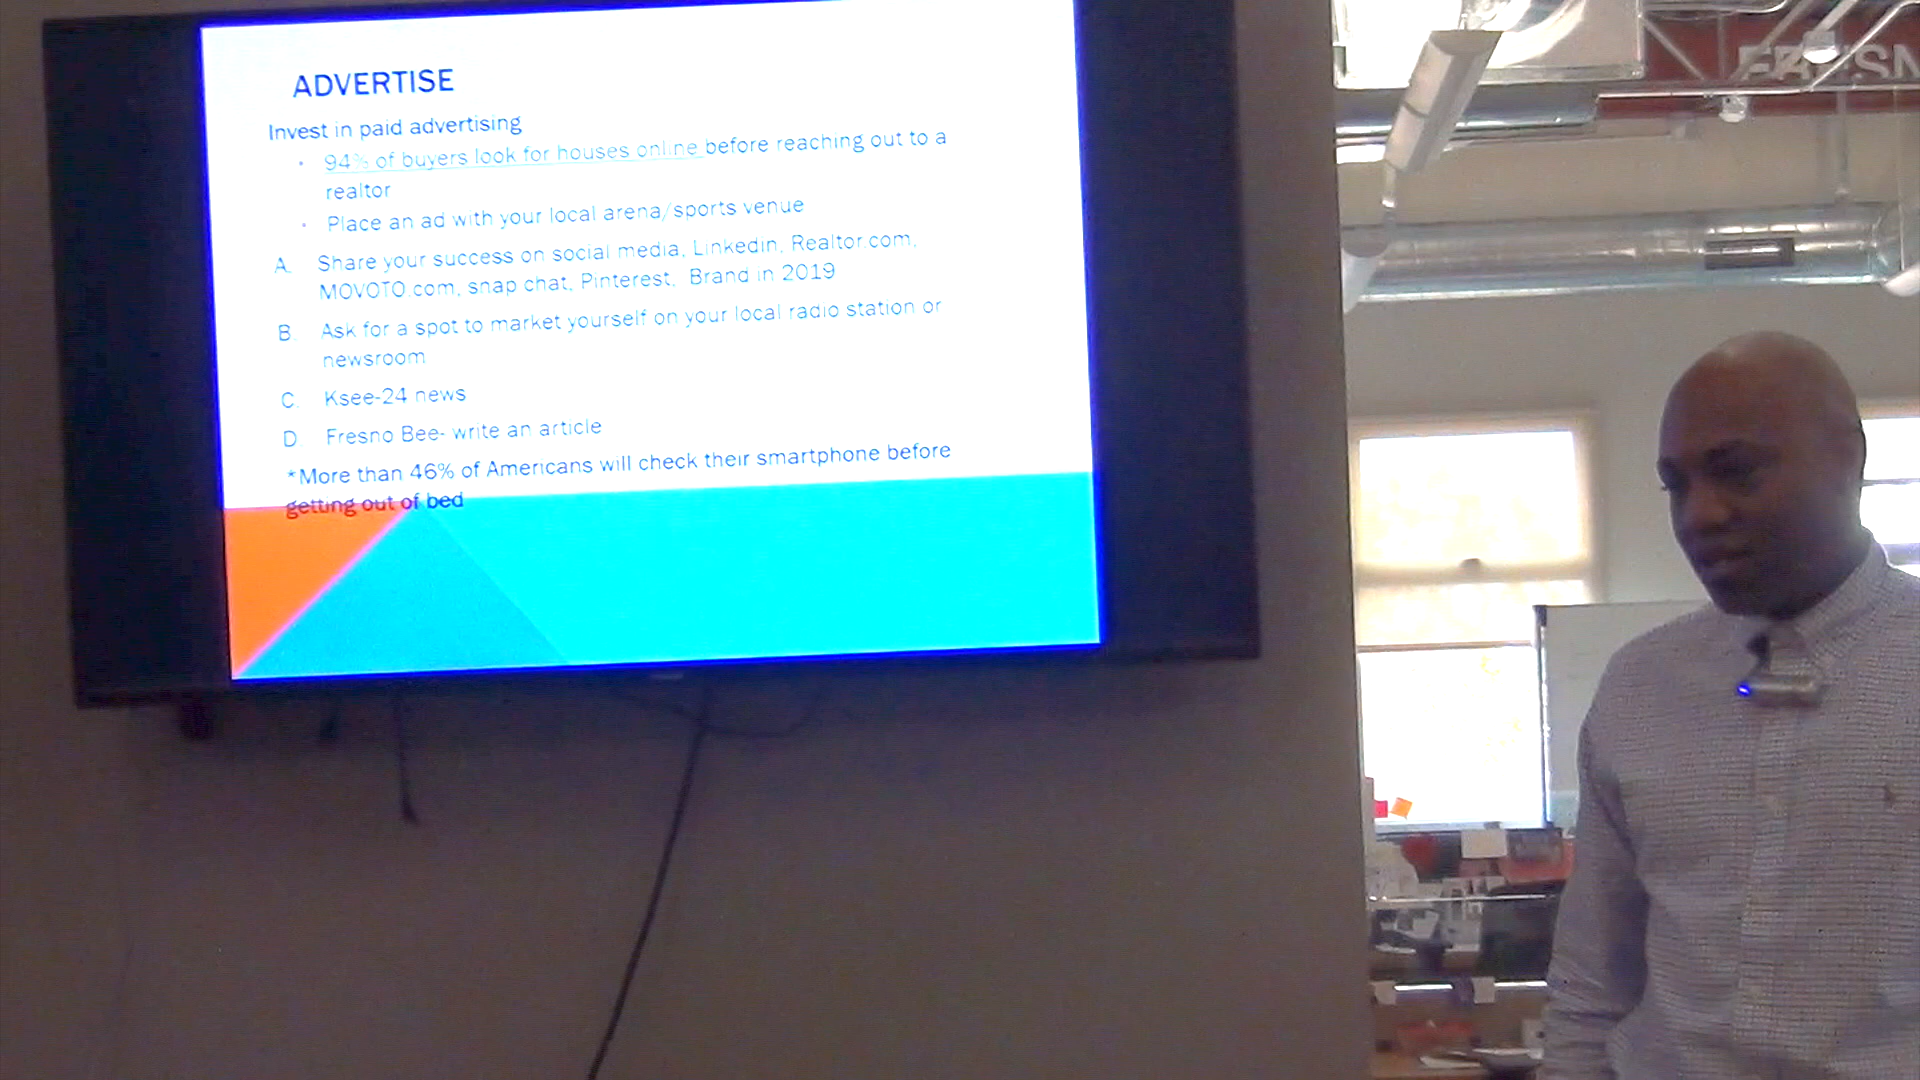 ADVERTISE
Invest in paid advertising
• 94% of buyers look for houses online before reaching out to a
realtor
• Place an ad with your local arena/sports venue
A. Share your success on social media, Linkedin, Realtor.com,
MOVOTO.com, snap chat, Pinterest, Brand in 2019
B. Ask for a spot to market yourself on your local radio station or
newsroom
C. Ksee-24 news
D Fresno Bee- write an article
*More than 46% of Americans will check their smartphone before
getting out of bed